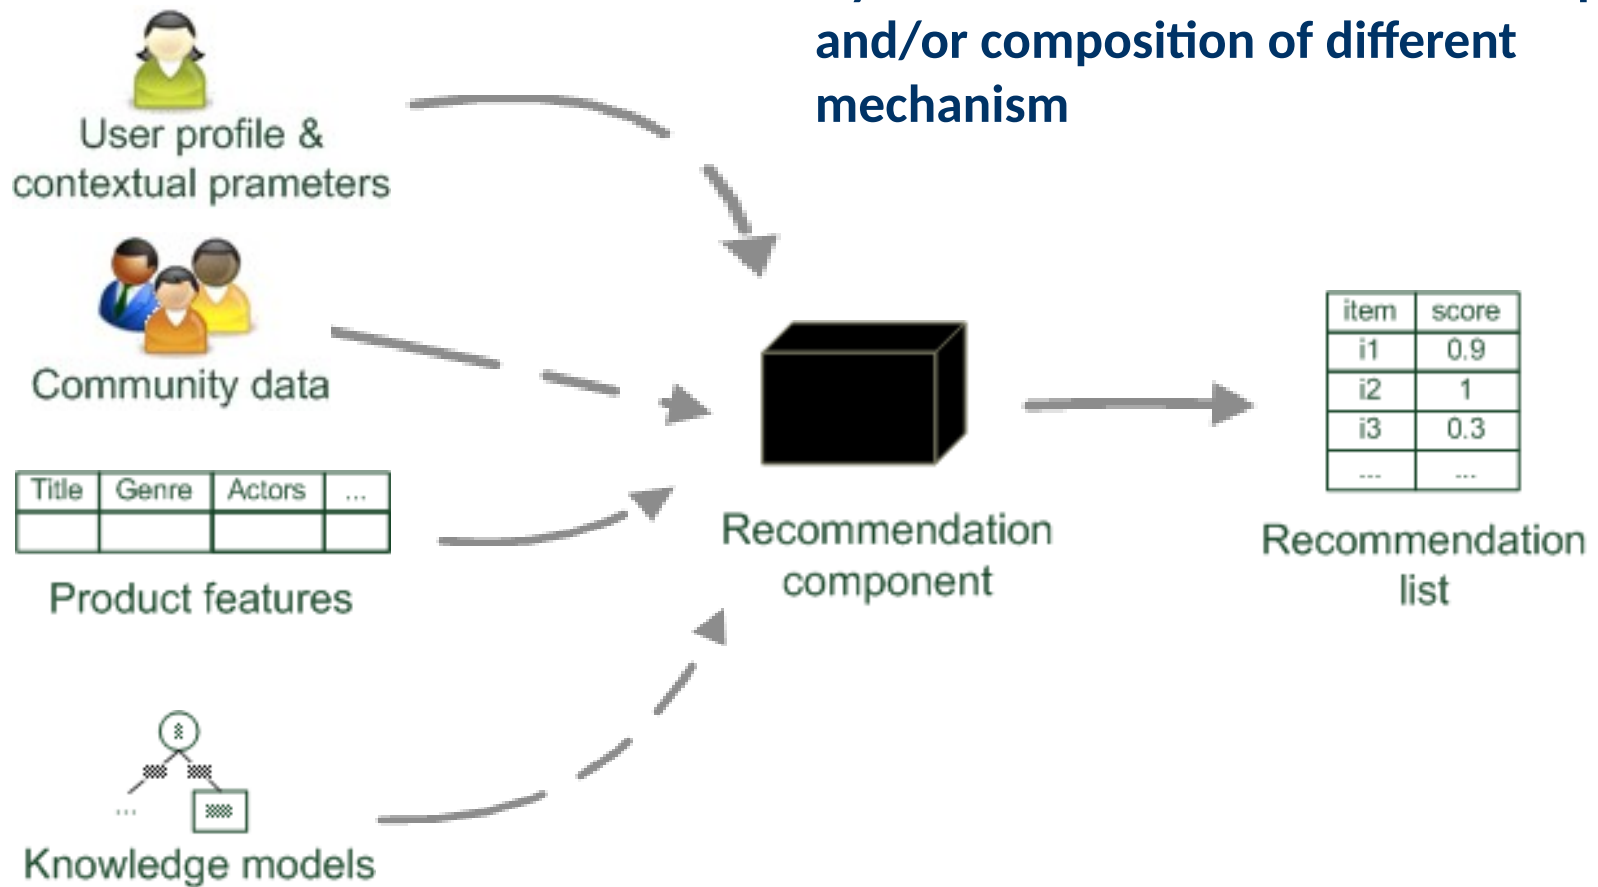 and/or composition of different
mechanism
User profile &
contextual prameters
Community data
Title Genre Actors ...
Product features
Knowledge models
...
Recommendation
component
item score
i1 0.9
i2 1
i3 0.3
... ...
Recommendation
list